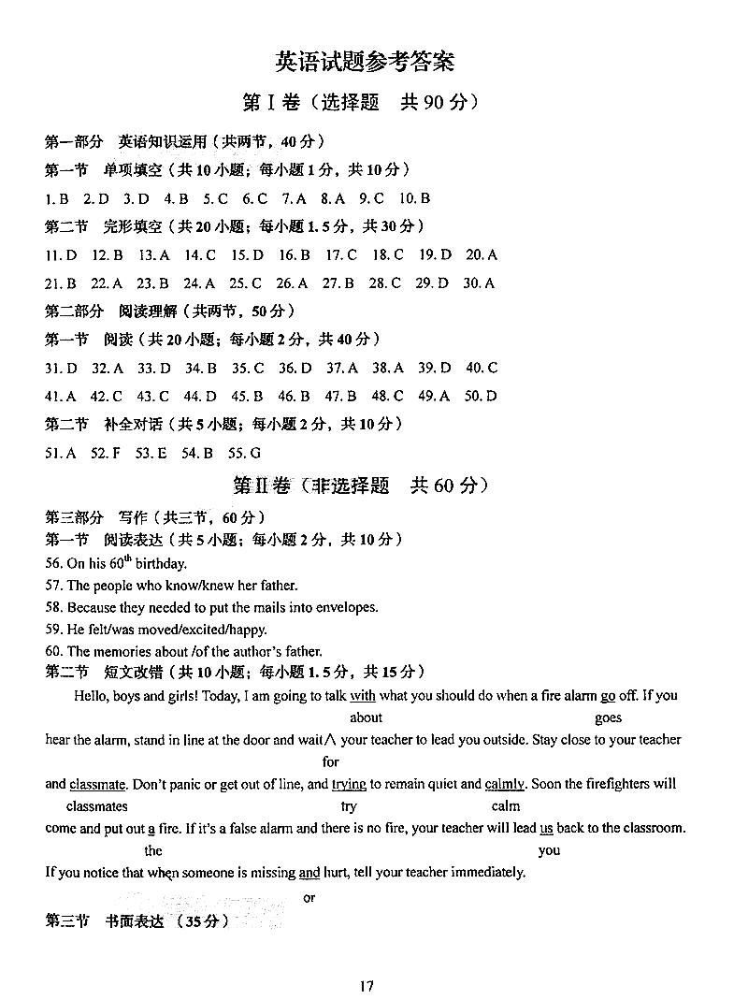 英语试题参考答案
第Ⅰ卷（选择题 共90分）
第一部分 英语知识运用（共两节，40分）
第一节 单项填空（共10小题；每小题1分，共10分）
1. B 2. D 3. D 4. B 5. C 6. C 7. A 8. A 9. C 10. B
第二节 完形填空（共20小题；每小题1.5分，共30分）
11. D 12. B 13. A 14. C 15. D 16. B 17. C 18. C 19. D 20. A
21. B 22. A 23. B 24. A 25. C 26. A 27. B 28. C 29. D 30. A
第二部分 阅读理解（共两节，50分）
第一节 阅读（共20小题；每小题2分，共40分）
31. D 32. A 33. D 34. B 35. C 36. D 37. A 38. A 39. D 40. C
41. A 42. C 43. C 44. D 45. B 46. B 47. B 48. C 49. A 50. D
第二节 补全对话（共5小题；每小题2分，共10分）
51. A 52. F 53. E 54. B 55. G
第Ⅱ卷（非选择题 共60分）
第三部分 写作（共三节，60分）
第一节 阅读表达（共5小题；每小题2分，共10分）
56. On his 60th birthday.
57. The people who know/knew her father.
58. Because they needed to put the mails into envelopes.
59. He felt/was moved/excited/happy.
60. The memories about /of the author's father.
第二节 短文改错（共10小题；每小题1.5分，共15分）
Hello, boys and girls! Today, I am going to talk with what you should do when a fire alarm go off. If you
about goes
hear the alarm, stand in line at the door and wait∧ your teacher to lead you outside. Stay close to your teacher
for
and classmate. Don't panic or get out of line, and trying to remain quiet and calmly. Soon the firefighters will
classmates try calm
come and put out a fire. If it's a false alarm and there is no fire, your teacher will lead us back to the classroom.
the you
If you notice that when someone is missing and hurt, tell your teacher immediately.
or
第三节 书面表达（35分）
17